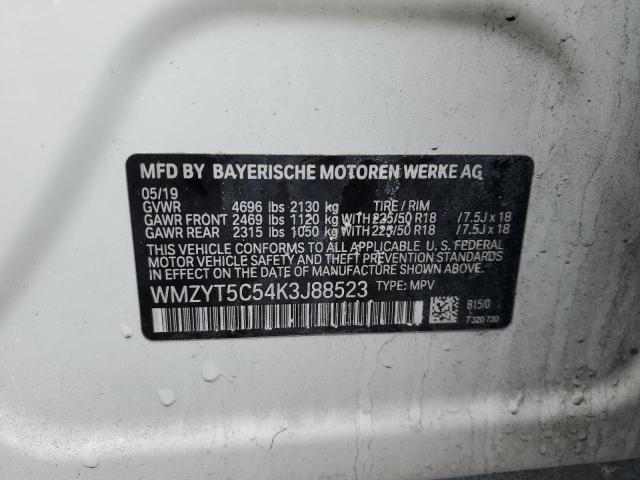 MFD BY BAYERISCHE MOTOREN WERKE AG
05/19
GVWR 4696 lbs 2130 kg TIRE / RIM
GAWR FRONT 2469 lbs 1120 kg WITH 225/50 R18 /7.5J x 18
GAWR REAR 2315 lbs 1050 kg WITH 225/50 R18 /7.5J x 18
THIS VEHICLE CONFORMS TO ALL APPLICABLE U.S. FEDERAL
MOTOR VEHICLE SAFETY AND THEFT PREVENTION STANDARDS
IN EFFECT ON THE DATE OF MANUFACTURE SHOWN ABOVE.
WMZYT5C54K3J88523 TYPE: MPV
B15/0
7 320 730